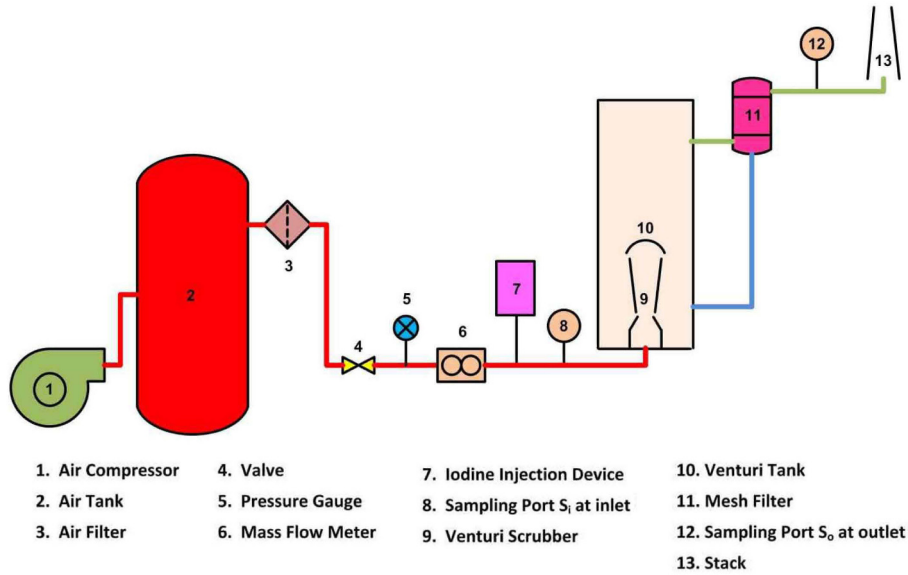 12
13
11
10
7
2
3
5
9
8
4
6
1
1. Air Compressor
2. Air Tank
3. Air Filter
4. Valve
5. Pressure Gauge
6. Mass Flow Meter
7. Iodine Injection Device
8. Sampling Port Si at inlet
9. Venturi Scrubber
10. Venturi Tank
11. Mesh Filter
12. Sampling Port So at outlet
13. Stack